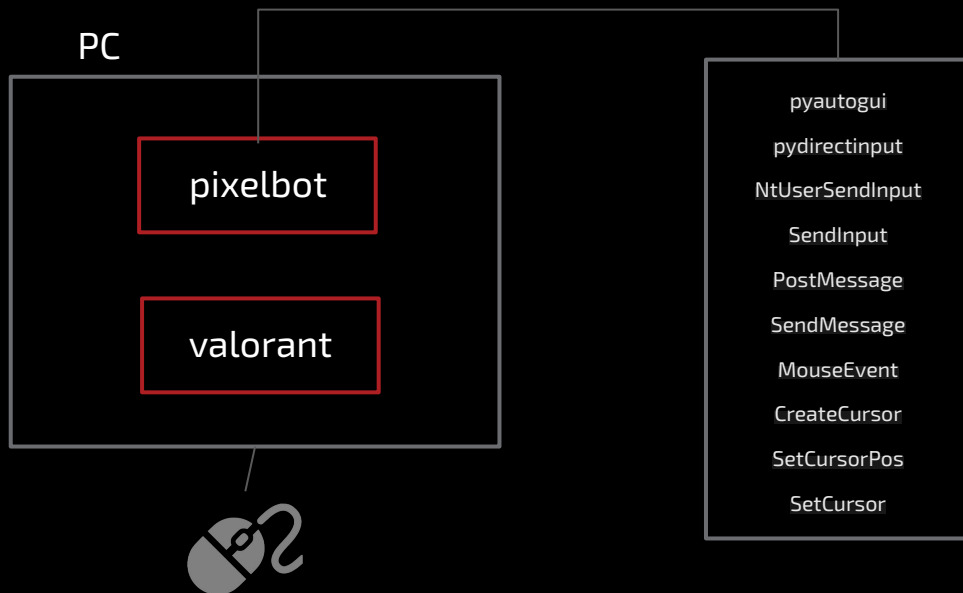 PC
pixelbot
valorant
pyautogui
pydirectinput
NtUserSendInput
SendInput
PostMessage
SendMessage
MouseEvent
CreateCursor
SetCursorPos
SetCursor